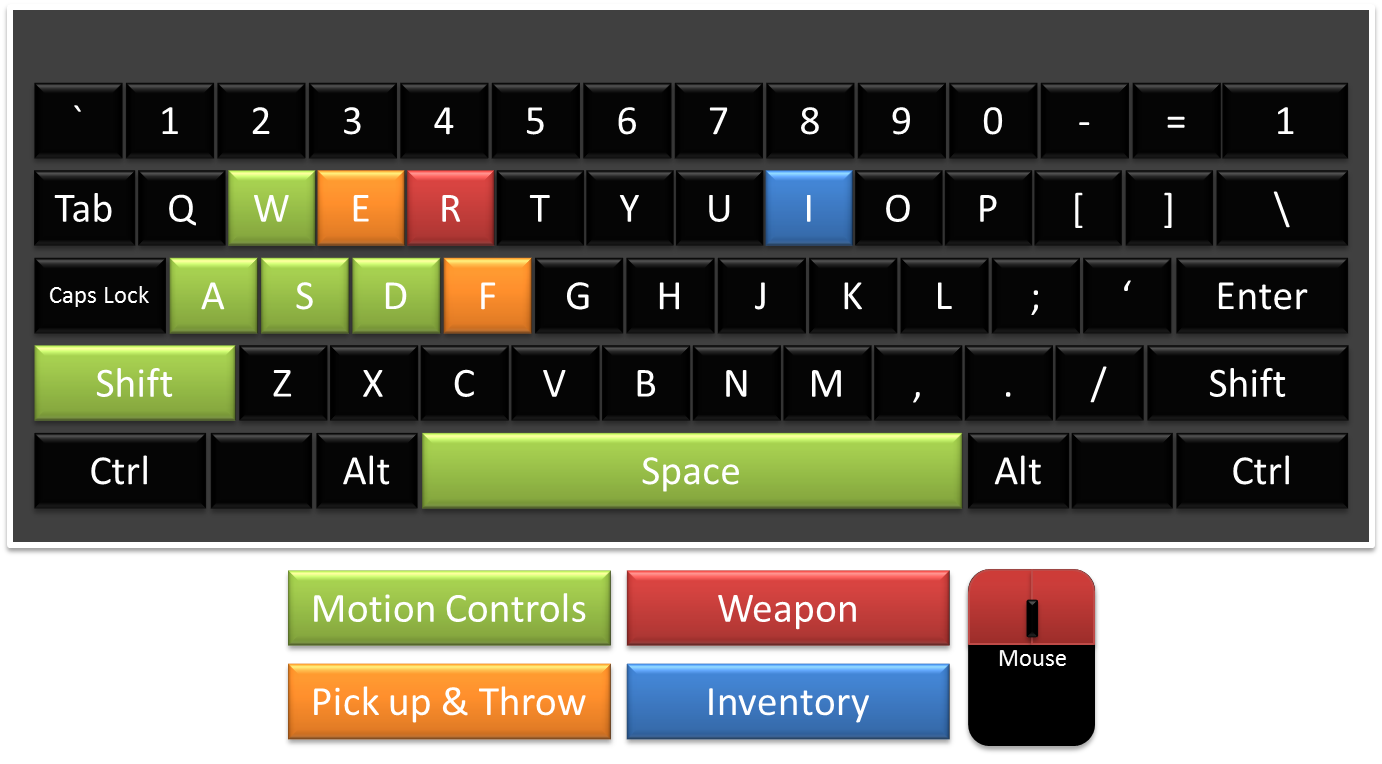 ` 1 2 3 4 5 6 7 8 9 0 - = 1
Tab Q W E R T Y U I O P [ ] \
Caps Lock A S D F G H J K L ; ‘ Enter
Shift Z X C V B N M , . / Shift
Ctrl Alt Space Alt Ctrl
Motion Controls Weapon
Mouse
Pick up & Throw Inventory